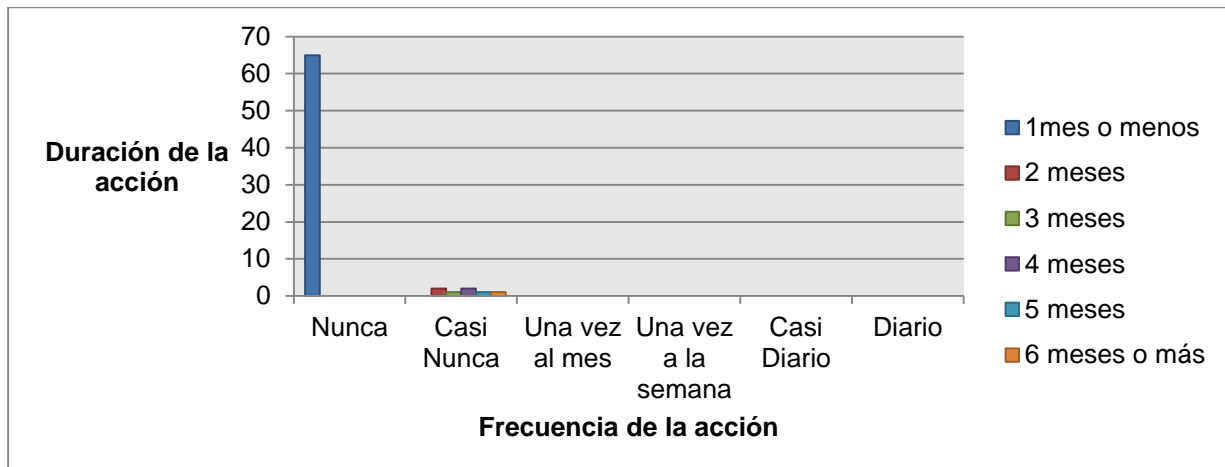 70
60
50
40
30
20
10
0
Duración de la
acción
Nunca
Casi
Nunca
Una vez
al mes
Una vez
a la
semana
Casi
Diario
Diario
Frecuencia de la acción
1mes o menos
2 meses
3 meses
4 meses
5 meses
6 meses o más